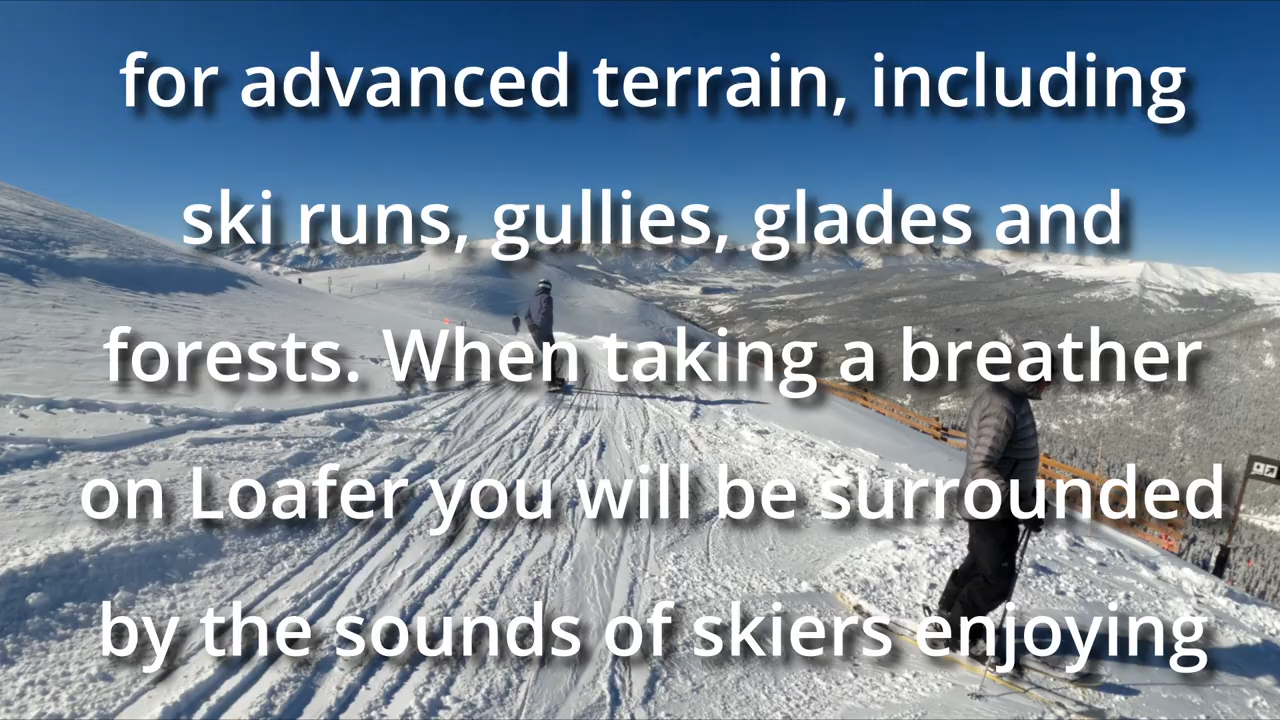 for advanced terrain, including
ski runs, gullies, glades and
forests. When taking a breather
on Loafer you will be surrounded
by the sounds of skiers enjoying